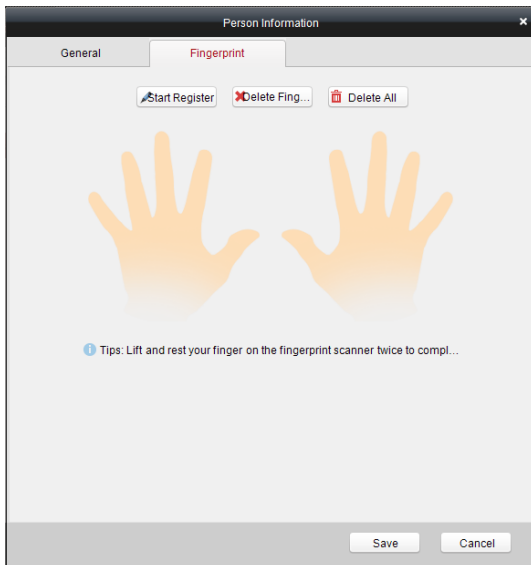 Person Information
General Fingerprint
Start Register Delete Fing... Delete All
Tips: Lift and rest your finger on the fingerprint scanner twice to compl...
Save Cancel